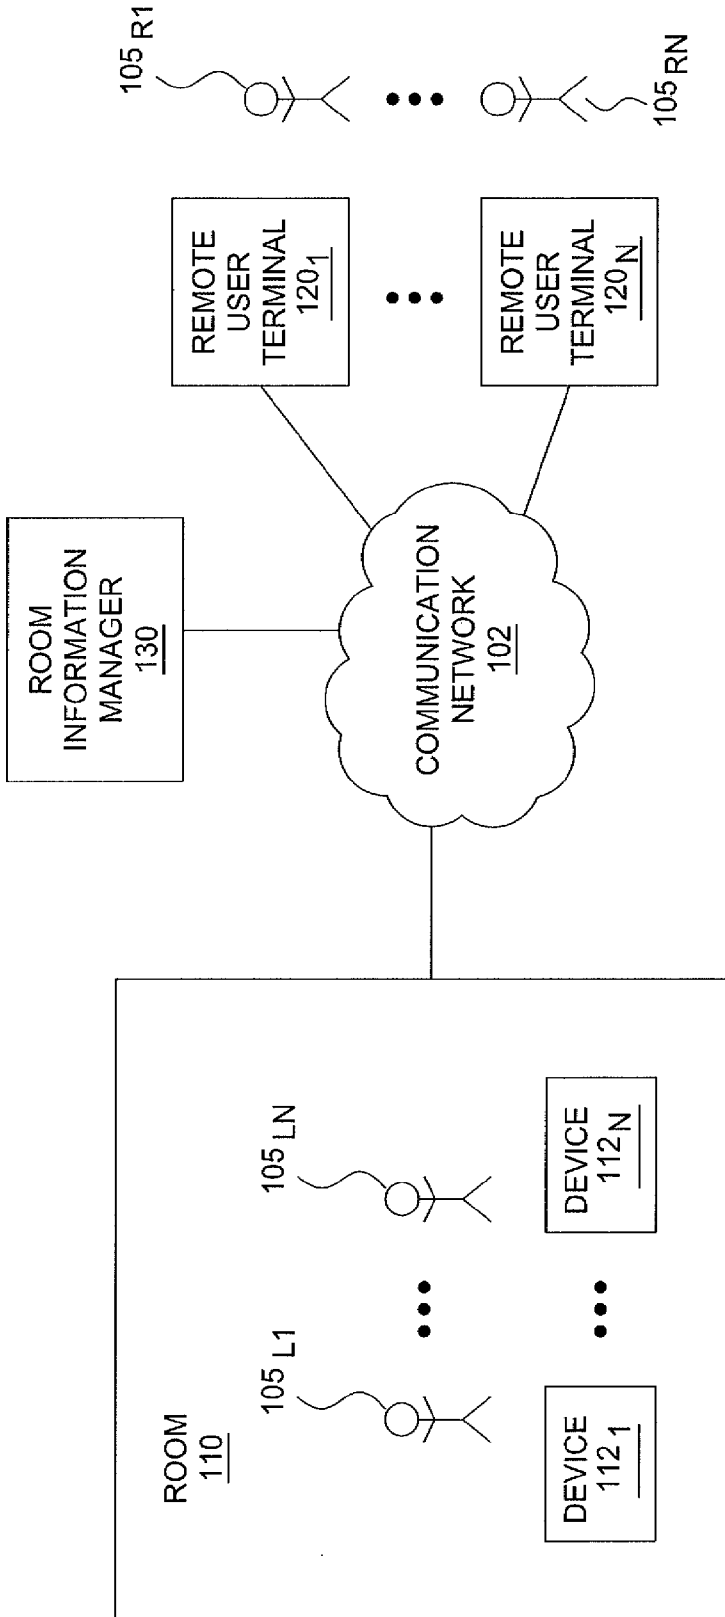 ROOM
110
105 L1
105 LN
DEVICE
112 1
DEVICE
112 N
COMMUNICATION
NETWORK
102
ROOM
INFORMATION
MANAGER
130
REMOTE
USER
TERMINAL
120 1
REMOTE
USER
TERMINAL
120 N
105 R1
105 RN